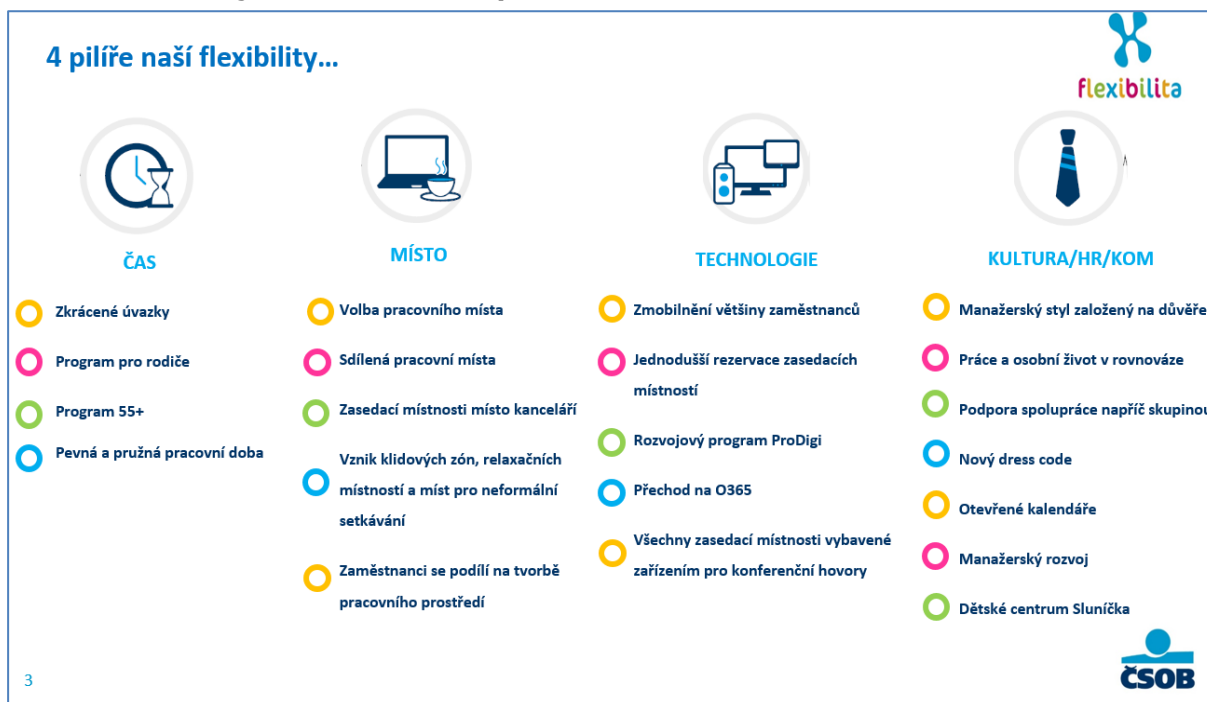 4 pilíře naší flexibility...
flexibilita
ČAS
Zkrácené úvazky
Program pro rodiče
Program 55+
Pevná a pružná pracovní doba
MÍSTO
Volba pracovního místa
Sdílená pracovní místa
Zasedací místnosti místo kanceláří
Vznik klidových zón, relaxačních
místností a míst pro neformální
setkávání
Zaměstnanci se podílí na tvorbě
pracovního prostředí
TECHNOLOGIE
Zmobilnění většiny zaměstnanců
Jednodušší rezervace zasedacích
místností
Rozvojový program ProDigi
Přechod na O365
Všechny zasedací místnosti vybavené
zařízením pro konferenční hovory
KULTURA/HR/KOM
Manažerský styl založený na důvěře
Práce a osobní život v rovnováze
Podpora spolupráce napříč skupinou
Nový dress code
Otevřené kalendáře
Manažerský rozvoj
Dětské centrum Sluníčka
3
ČSOB